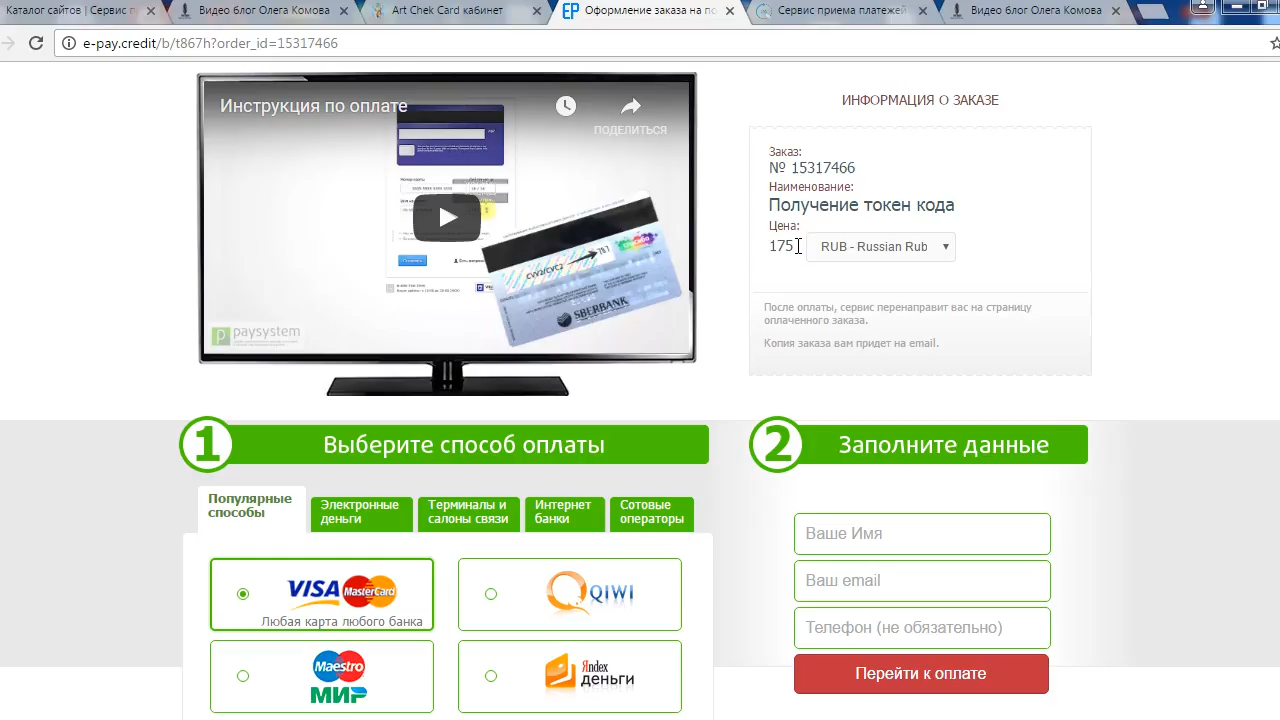 Каталог сайтов | Сервис п
Видео блог Олега Комова
Art Chek Card кабинет
Оформление заказа на по
Сервис приема платежей
Видео блог Олега Комова
e-pay.credit/b/t867h?order_id=15317466
Инструкция по оплате
ПОДЕЛИТЬСЯ
CVV2/CVC2
787
SBERBANK
paysystem
ИНФОРМАЦИЯ О ЗАКАЗЕ
Заказ:
№ 15317466
Наименование:
Получение токен кода
Цена:
175 RUB - Russian Rub
После оплаты, сервис перенаправит вас на страницу
оплаченного заказа.
Копия заказа вам придет на email.
1 Выберите способ оплаты
Популярные
способы
Электронные
деньги
Терминалы и
салоны связи
Интернет
банки
Сотовые
операторы
VISA MasterCard
Любая карта любого банка
QIWI
Maestro
МИР
Яndex
деньги
2 Заполните данные
Ваше Имя
Ваш email
Телефон (не обязательно)
Перейти к оплате